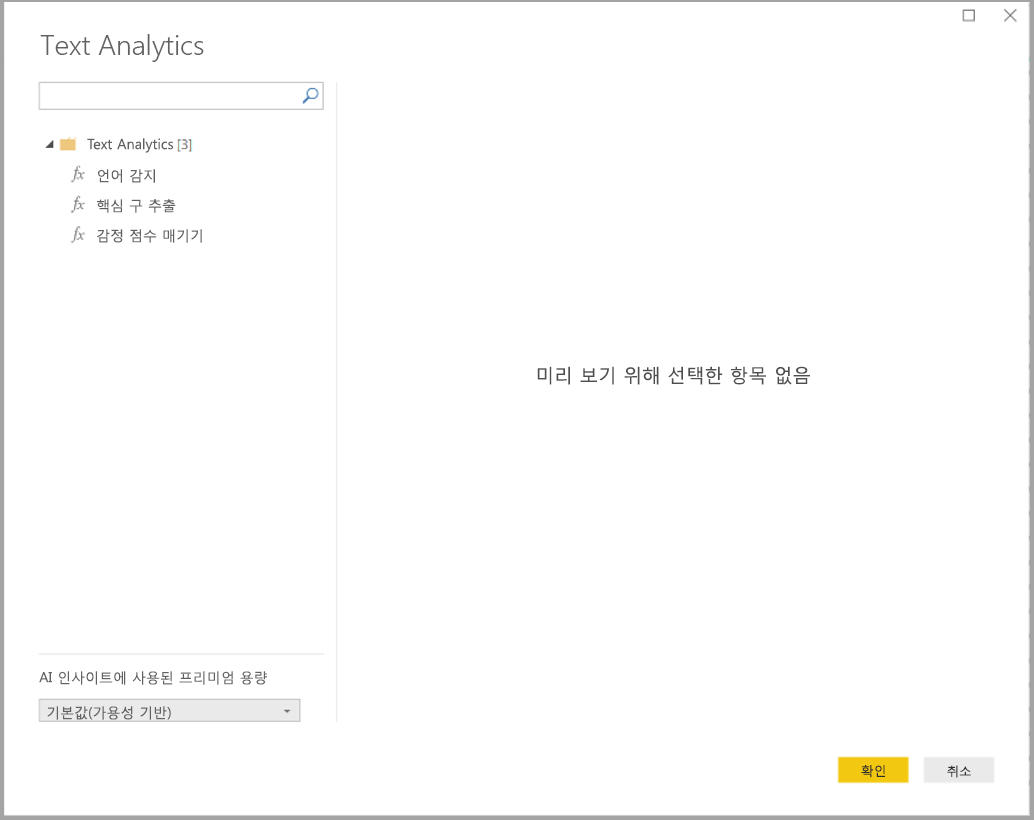 Text Analytics
Text Analytics [3]
fx 언어 감지
fx 핵심 구 추출
fx 감정 점수 매기기
미리 보기 위해 선택한 항목 없음
AI 인사이트에 사용된 프리미엄 용량
기본값(가용성 기반)
확인 취소